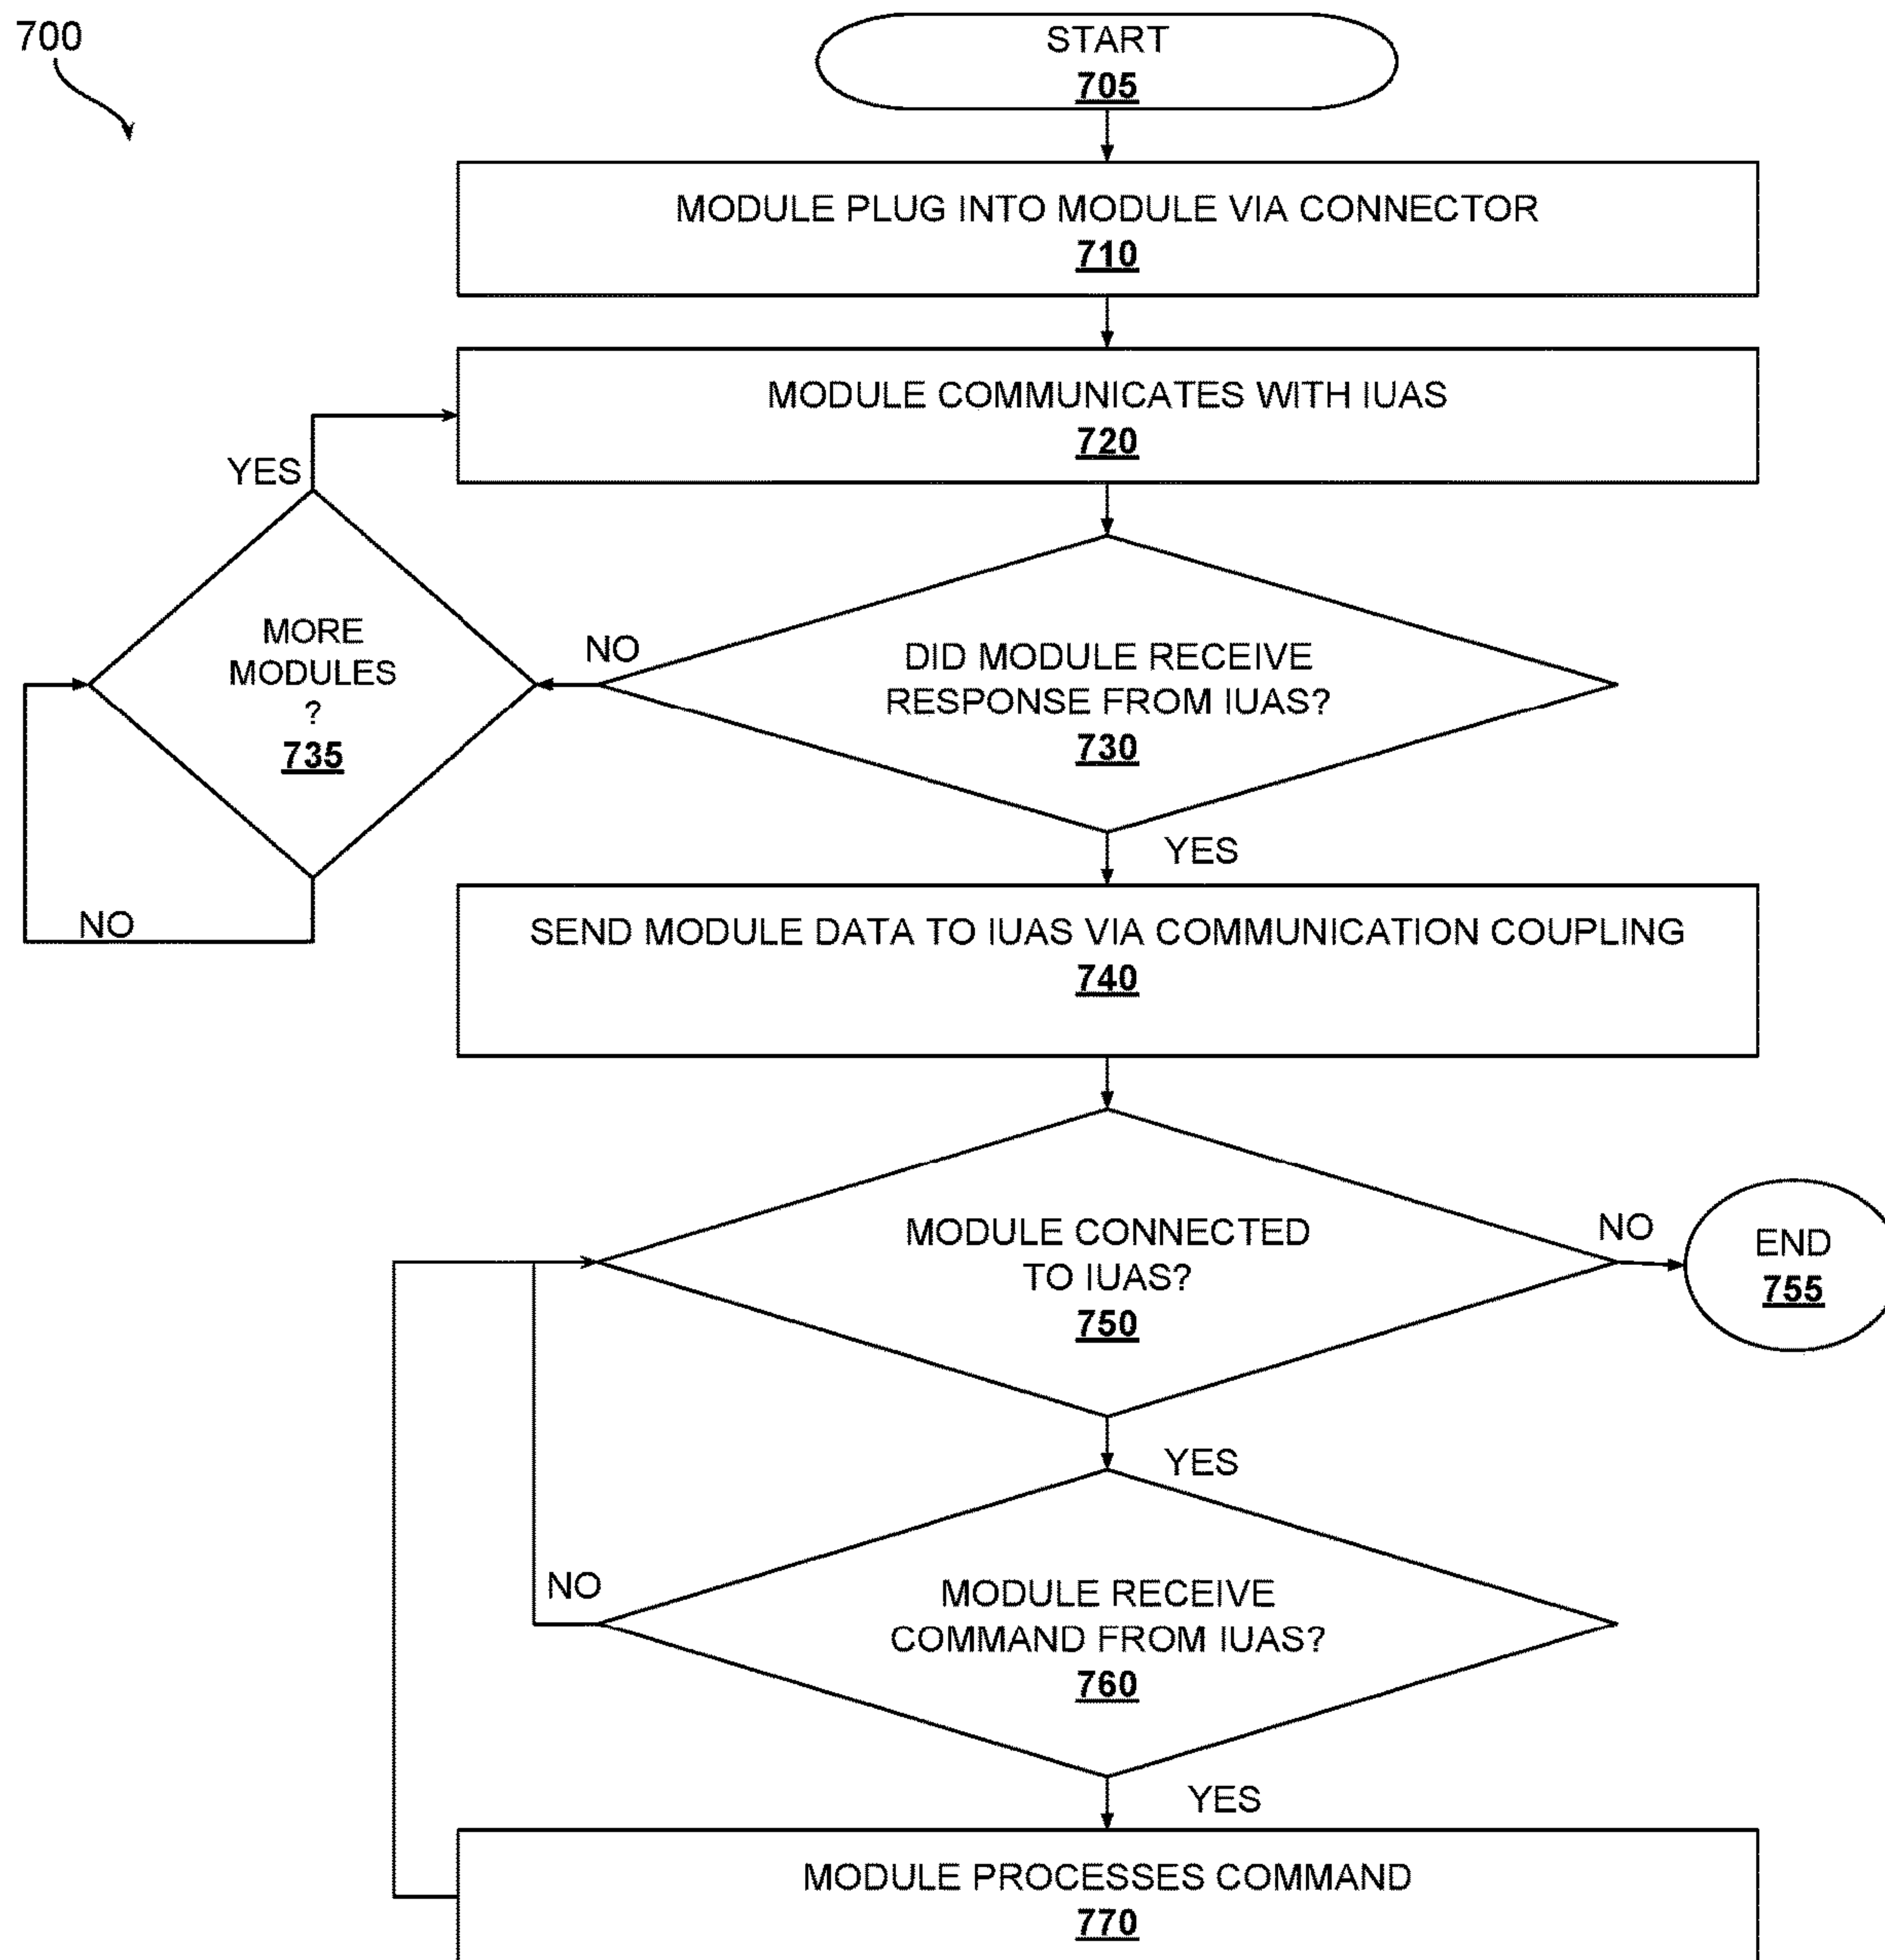 700
START
705
MODULE PLUG INTO MODULE VIA CONNECTOR
710
MODULE COMMUNICATES WITH IUAS
720
YES
MORE
MODULES
?
735
NO
NO
DID MODULE RECEIVE
RESPONSE FROM IUAS?
730
YES
SEND MODULE DATA TO IUAS VIA COMMUNICATION COUPLING
740
MODULE CONNECTED
TO IUAS?
750
NO
END
755
YES
NO
MODULE RECEIVE
COMMAND FROM IUAS?
760
YES
MODULE PROCESSES COMMAND
770